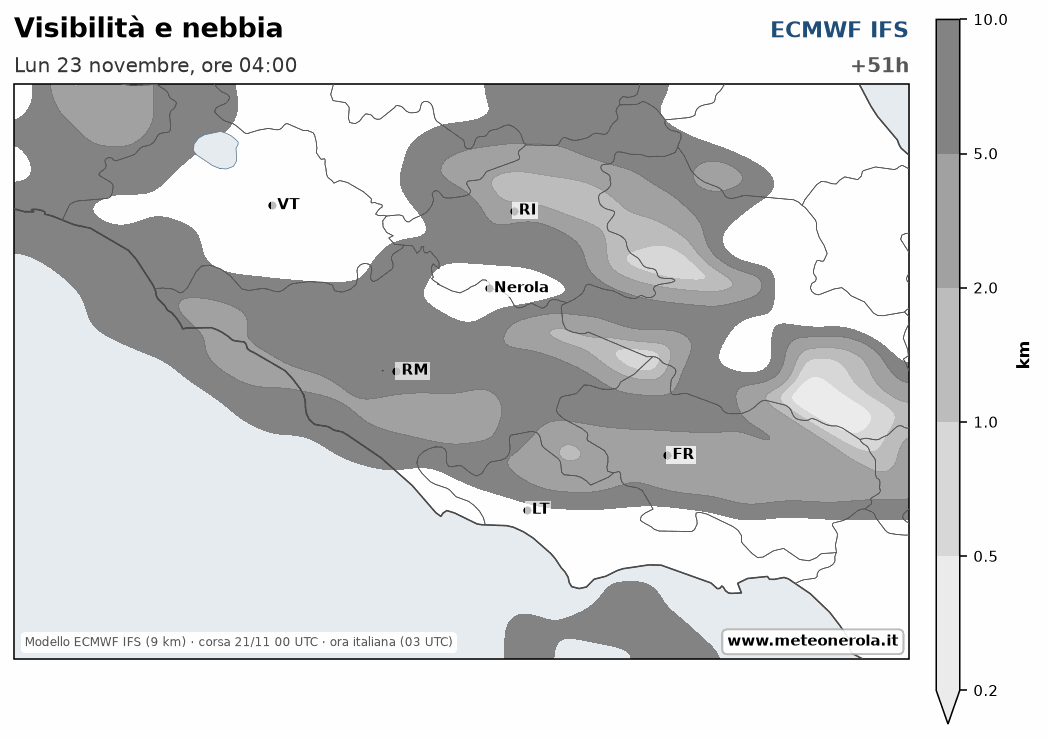 Visibilità e nebbia
ECMWF IFS
Lun 23 novembre, ore 04:00
+51h
10.0
5.0
2.0
1.0
0.5
0.2
km
VT
RI
Nerola
RM
FR
LT
Modello ECMWF IFS (9 km) · corsa 21/11 00 UTC · ora italiana (03 UTC)
www.meteonerola.it